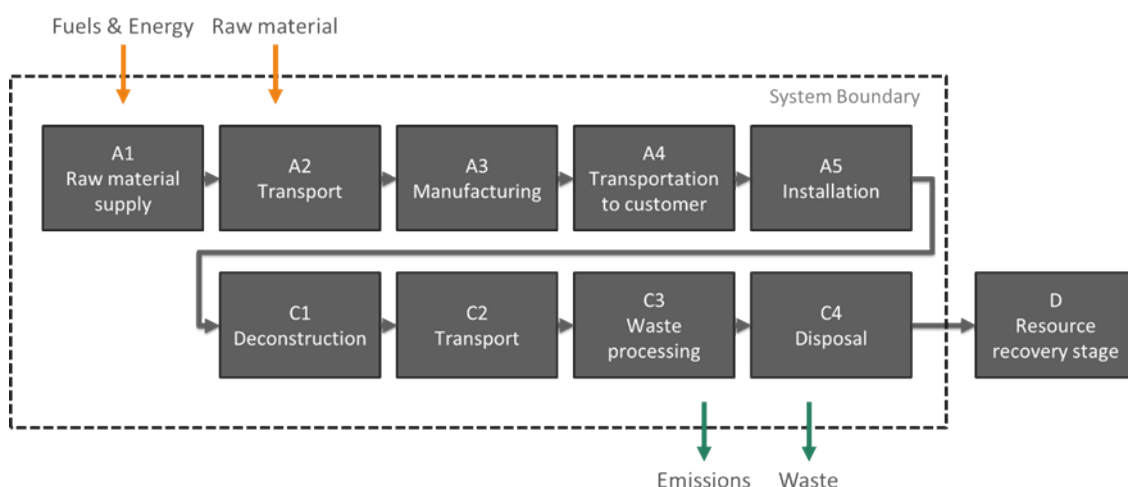 Fuels & Energy
Raw material
System Boundary
A1
Raw material
supply
A2
Transport
A3
Manufacturing
A4
Transportation
to customer
A5
Installation
C1
Deconstruction
C2
Transport
C3
Waste
processing
C4
Disposal
D
Resource
recovery stage
Emissions
Waste